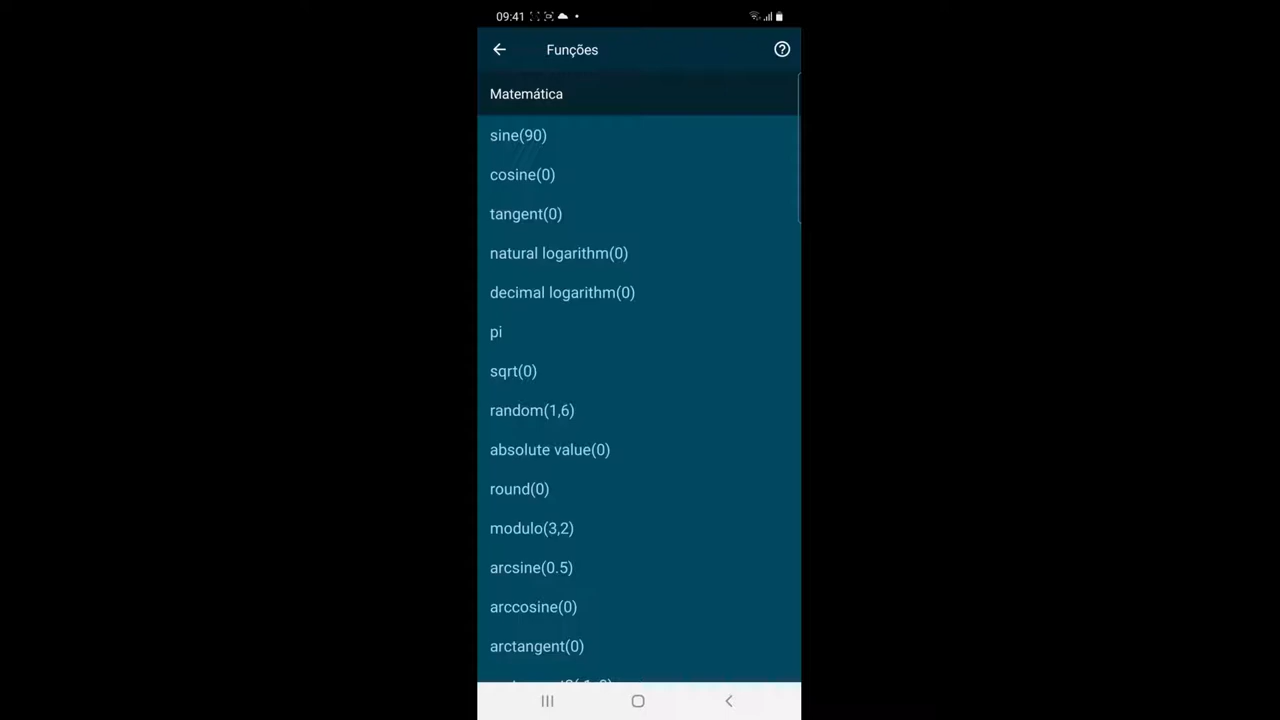 09:41
Funções
Matemática
sine(90)
cosine(0)
tangent(0)
natural logarithm(0)
decimal logarithm(0)
pi
sqrt(0)
random(1,6)
absolute value(0)
round(0)
modulo(3,2)
arcsine(0.5)
arccosine(0)
arctangent(0)